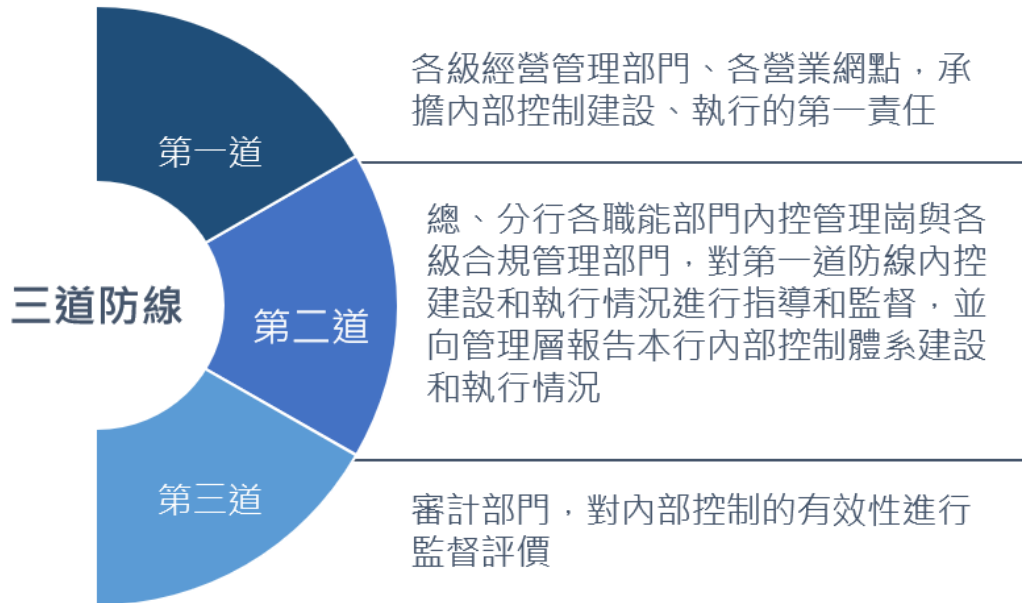 三道防線
第一道
各級經營管理部門、各營業網點，承
擔內部控制建設、執行的第一責任
第二道
總、分行各職能部門內控管理崗與各
級合規管理部門，對第一道防線內控
建設和執行情況進行指導和監督，並
向管理層報告本行內部控制體系建設
和執行情況
第三道
審計部門，對內部控制的有效性進行
監督評價